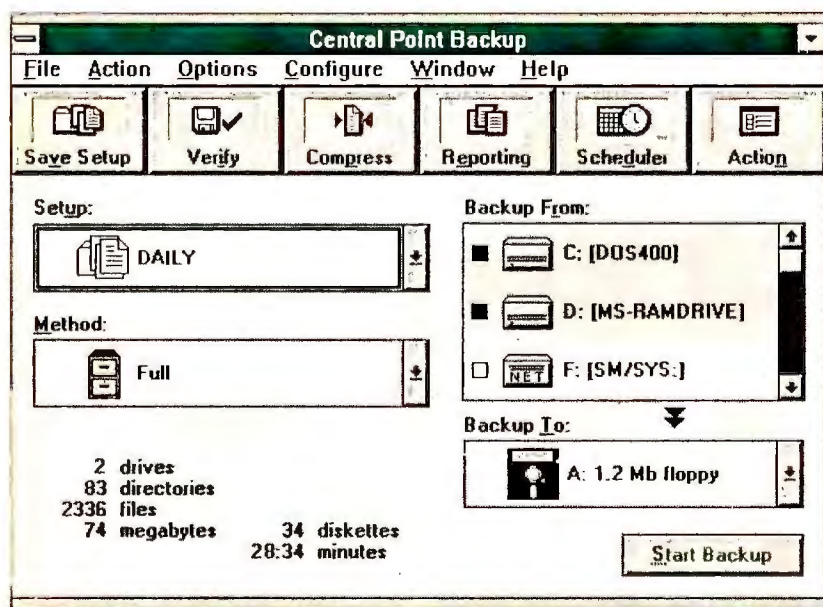 Central Point Backup
File Action Options Configure Window Help
Save Setup Verify Compress Reporting Scheduler Action
Setup:
DAILY
Method:
Full
2 drives
83 directories
2336 files
74 megabytes 34 diskettes
28:34 minutes
Backup From:
C: [DOS400]
D: [MS-RAMDRIVE]
NET F: [SM/SYS:]
Backup To:
A: 1.2 Mb floppy
Start Backup